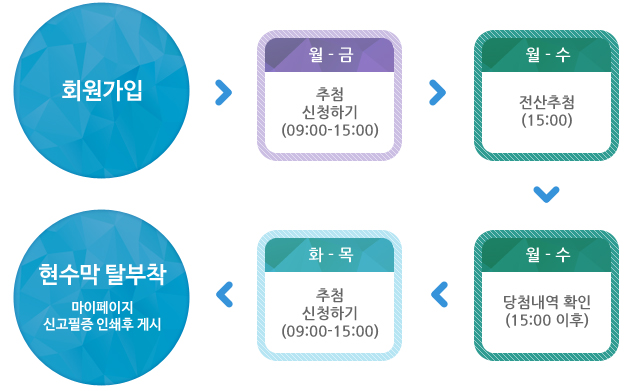 회원가입
월 - 금
추첨
신청하기
(09:00-15:00)
월 - 수
전산추첨
(15:00)
월 - 수
당첨내역 확인
(15:00 이후)
화 - 목
추첨
신청하기
(09:00-15:00)
현수막 탈부착
마이페이지
신고필증 인쇄후 게시